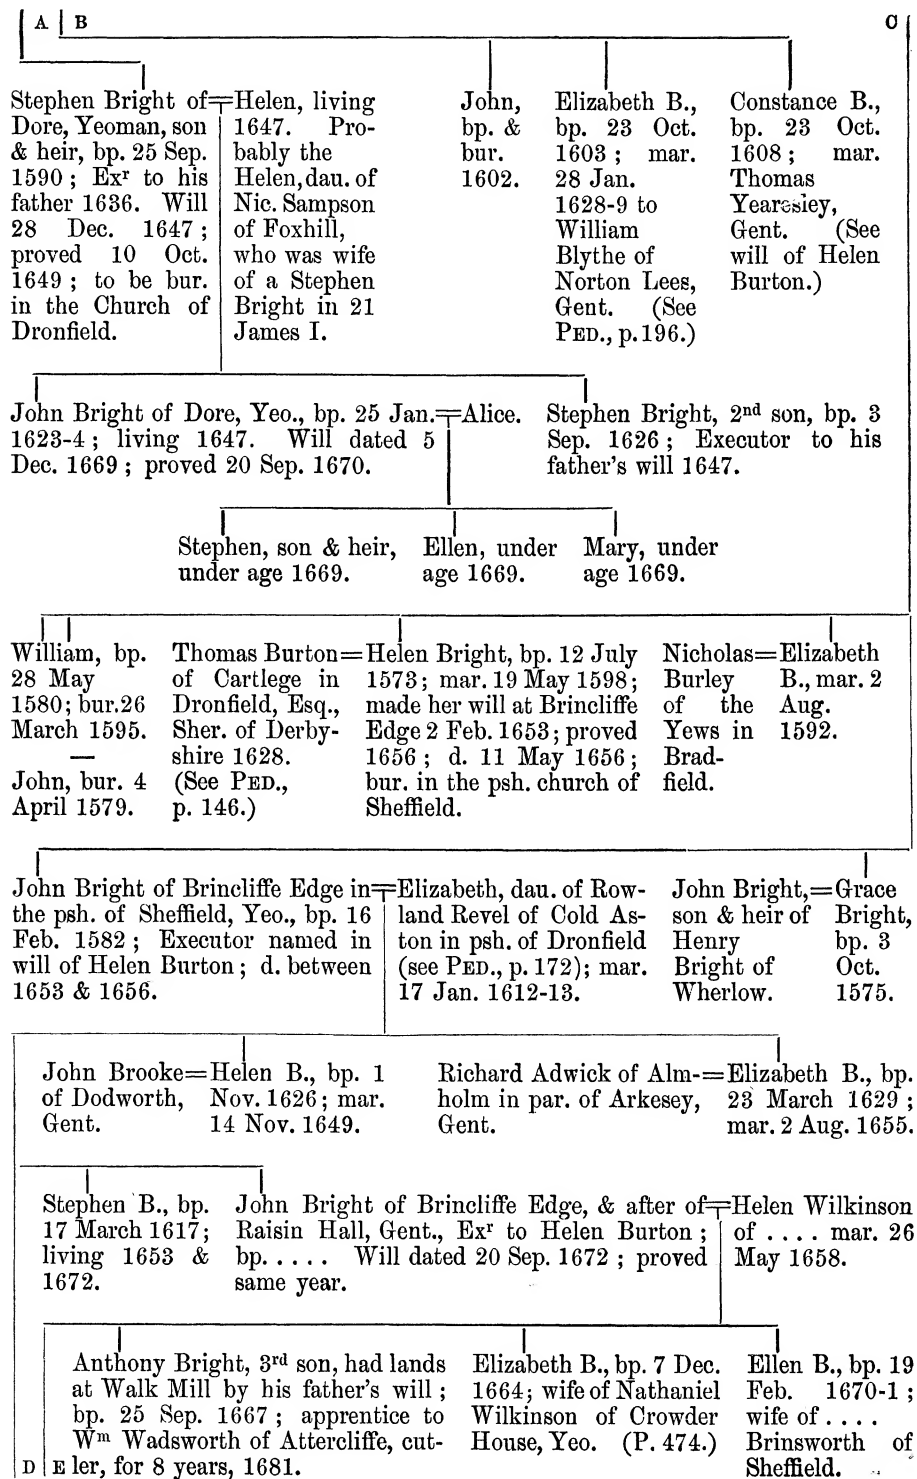 A B C
Stephen Bright of
Dore, Yeoman, son
& heir, bp. 25 Sep.
1590 ; Exr to his
father 1636. Will
28 Dec. 1647 ;
proved 10 Oct.
1649 ; to be bur.
in the Church of
Dronfield.
Helen, living
1647. Pro-
bably the
Helen, dau. of
Nic. Sampson
of Foxhill,
who was wife
of a Stephen
Bright in 21
James I.
John,
bp. &
bur.
1602.
Elizabeth B.,
bp. 23 Oct.
1603 ; mar.
28 Jan.
1628-9 to
William
Blythe of
Norton Lees,
Gent. (See
PED., p. 196.)
Constance B.,
bp. 23 Oct.
1608 ; mar.
Thomas
Gent. (See
will of Helen
Burton.)
John Bright of Dore, Yeo., bp. 25 Jan.
1623-4 ; living 1647. Will dated 5
Dec. 1669 ; proved 20 Sep. 1670.
Alice.
Stephen Bright, 2nd son, bp. 3
Sep. 1626 ; Executor to his
father's will 1647.
Stephen, son & heir,
under age 1669.
Ellen, under
age 1669.
Mary, under
age 1669.
William, bp.
28 May
1580; bur. 26
March 1595.
—
John, bur. 4
April 1579.
Thomas Burton=
of Cartlege in
Dronfield, Esq.,
Sher. of Derby-
shire 1628.
(See PED.,
p. 146.)
Helen Bright, bp. 12 July
1573; mar. 19 May 1598;
made her will at Brincliffe
Edge 2 Feb. 1653; proved
1656 ; d. 11 May 1656 ;
bur. in the psh. church of
Sheffield.
Nicholas=
Burley
of the
Yews in
Brad-
field.
Elizabeth
B., mar. 2
Aug.
1592.
John Bright of Brincliffe Edge in
the psh. of Sheffield, Yeo., bp. 16
Feb. 1582 ; Executor named in
will of Helen Burton ; d. between
1653 & 1656.
Elizabeth, dau. of Row-
land Revel of Cold As-
ton in psh. of Dronfield
(see PED., p. 172); mar.
17 Jan. 1612-13.
John Bright,=
son & heir of
Henry
Bright of
Wherlow.
Grace
Bright,
bp. 3
Oct.
1575.
John Brooke=
of Dodworth,
Gent.
Helen B., bp. 1
Nov. 1626 ; mar.
14 Nov. 1649.
Richard Adwick of Alm-=
holm in par. of Arkesey,
Gent.
Elizabeth B., bp.
23 March 1629 ;
mar. 2 Aug. 1655.
Stephen B., bp.
17 March 1617;
living 1653 &
1672.
John Bright of Brincliffe Edge, & after of
Raisin Hall, Gent., Exr to Helen Burton ;
bp. . . . . Will dated 20 Sep. 1672 ; proved
same year.
Helen Wilkinson
of . . . . mar. 26
May 1658.
Anthony Bright, 3rd son, had lands
at Walk Mill by his father's will ;
bp. 25 Sep. 1667 ; apprentice to
Wm Wadsworth of Attercliffe, cut-
D E ler, for 8 years, 1681.
Elizabeth B., bp. 7 Dec.
1664; wife of Nathaniel
Wilkinson of Crowder
House, Yeo. (P. 474.)
Ellen B., bp. 19
Feb. 1670-1 ;
wife of . . . .
Brinsworth of
Sheffield.